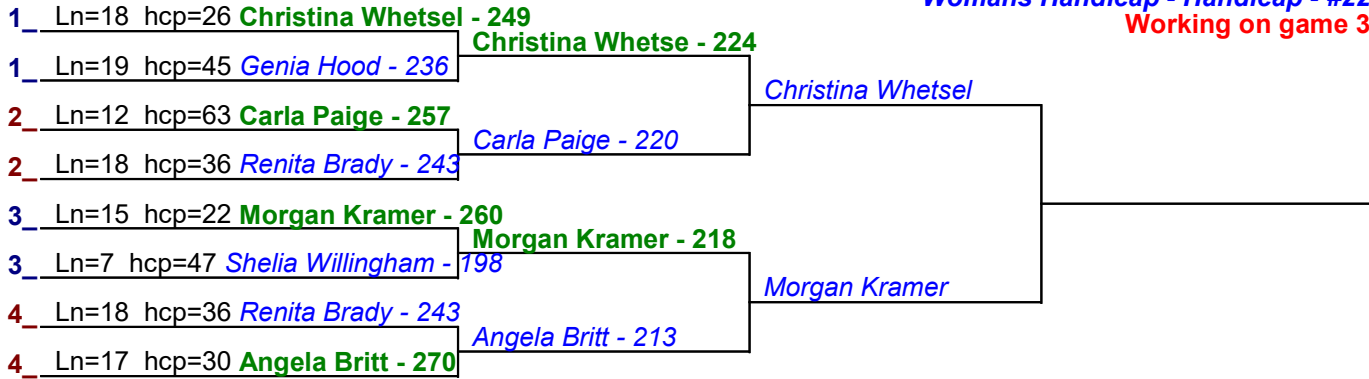 Womans Handicap - Handicap - #22
Working on game 3
1_ Ln=18 hcp=26 Christina Whetsel - 249
Christina Whetse - 224
1_ Ln=19 hcp=45 Genia Hood - 236
Christina Whetsel
2_ Ln=12 hcp=63 Carla Paige - 257
Carla Paige - 220
2_ Ln=18 hcp=36 Renita Brady - 243
3_ Ln=15 hcp=22 Morgan Kramer - 260
Morgan Kramer - 218
3_ Ln=7 hcp=47 Shelia Willingham - 198
Morgan Kramer
4_ Ln=18 hcp=36 Renita Brady - 243
Angela Britt - 213
4_ Ln=17 hcp=30 Angela Britt - 270